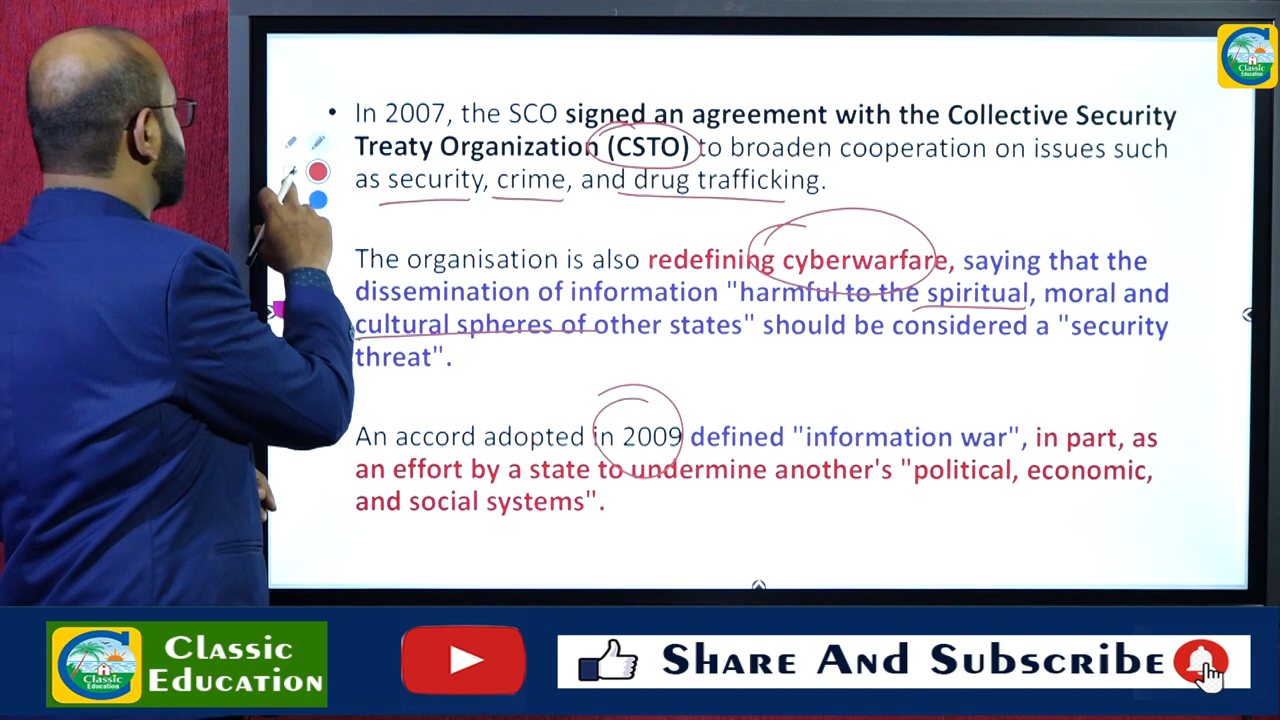 Classic
Education
• In 2007, the SCO signed an agreement with the Collective Security
Treaty Organization (CSTO) to broaden cooperation on issues such
as security, crime, and drug trafficking.
The organisation is also redefining cyberwarfare, saying that the
dissemination of information "harmful to the spiritual, moral and
cultural spheres of other states" should be considered a "security
threat".
An accord adopted in 2009 defined "information war", in part, as
an effort by a state to undermine another's "political, economic,
and social systems".
Classic
Education
Classic
Education
Share And Subscribe